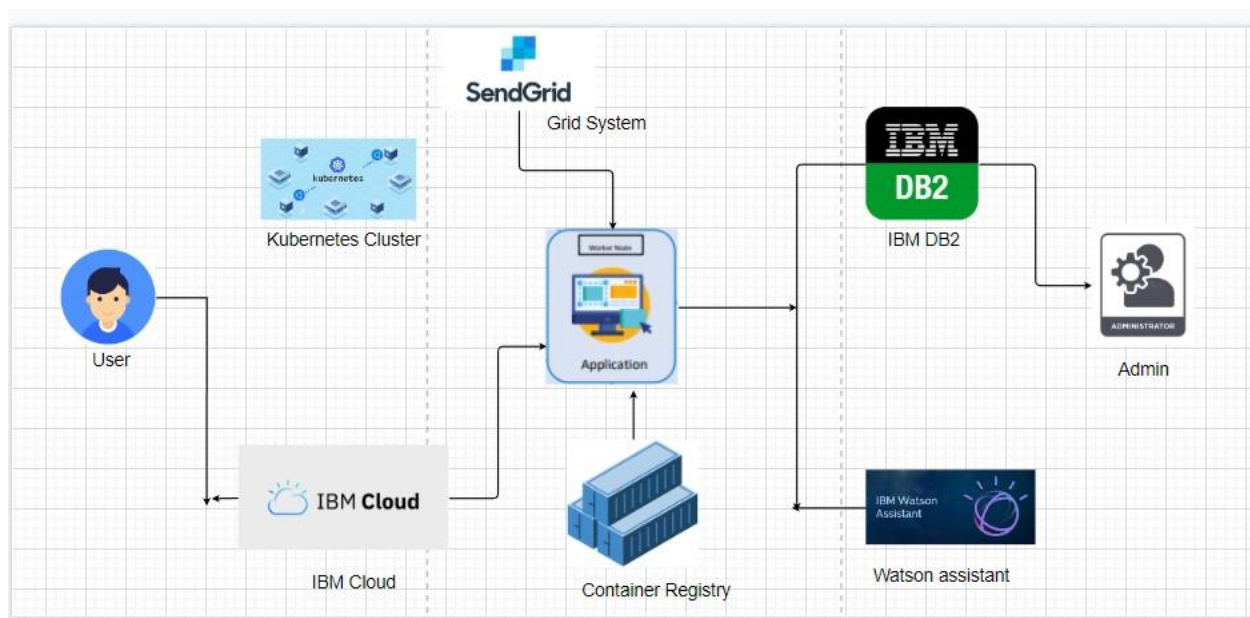 SendGrid
Grid System
kubernetes
Kubernetes Cluster
IBM
DB2
IBM DB2
Worker Node
Application
User
ADMINISTRATOR
Admin
IBM Cloud
IBM Cloud
Container Registry
IBM Watson
Assistant
Watson assistant